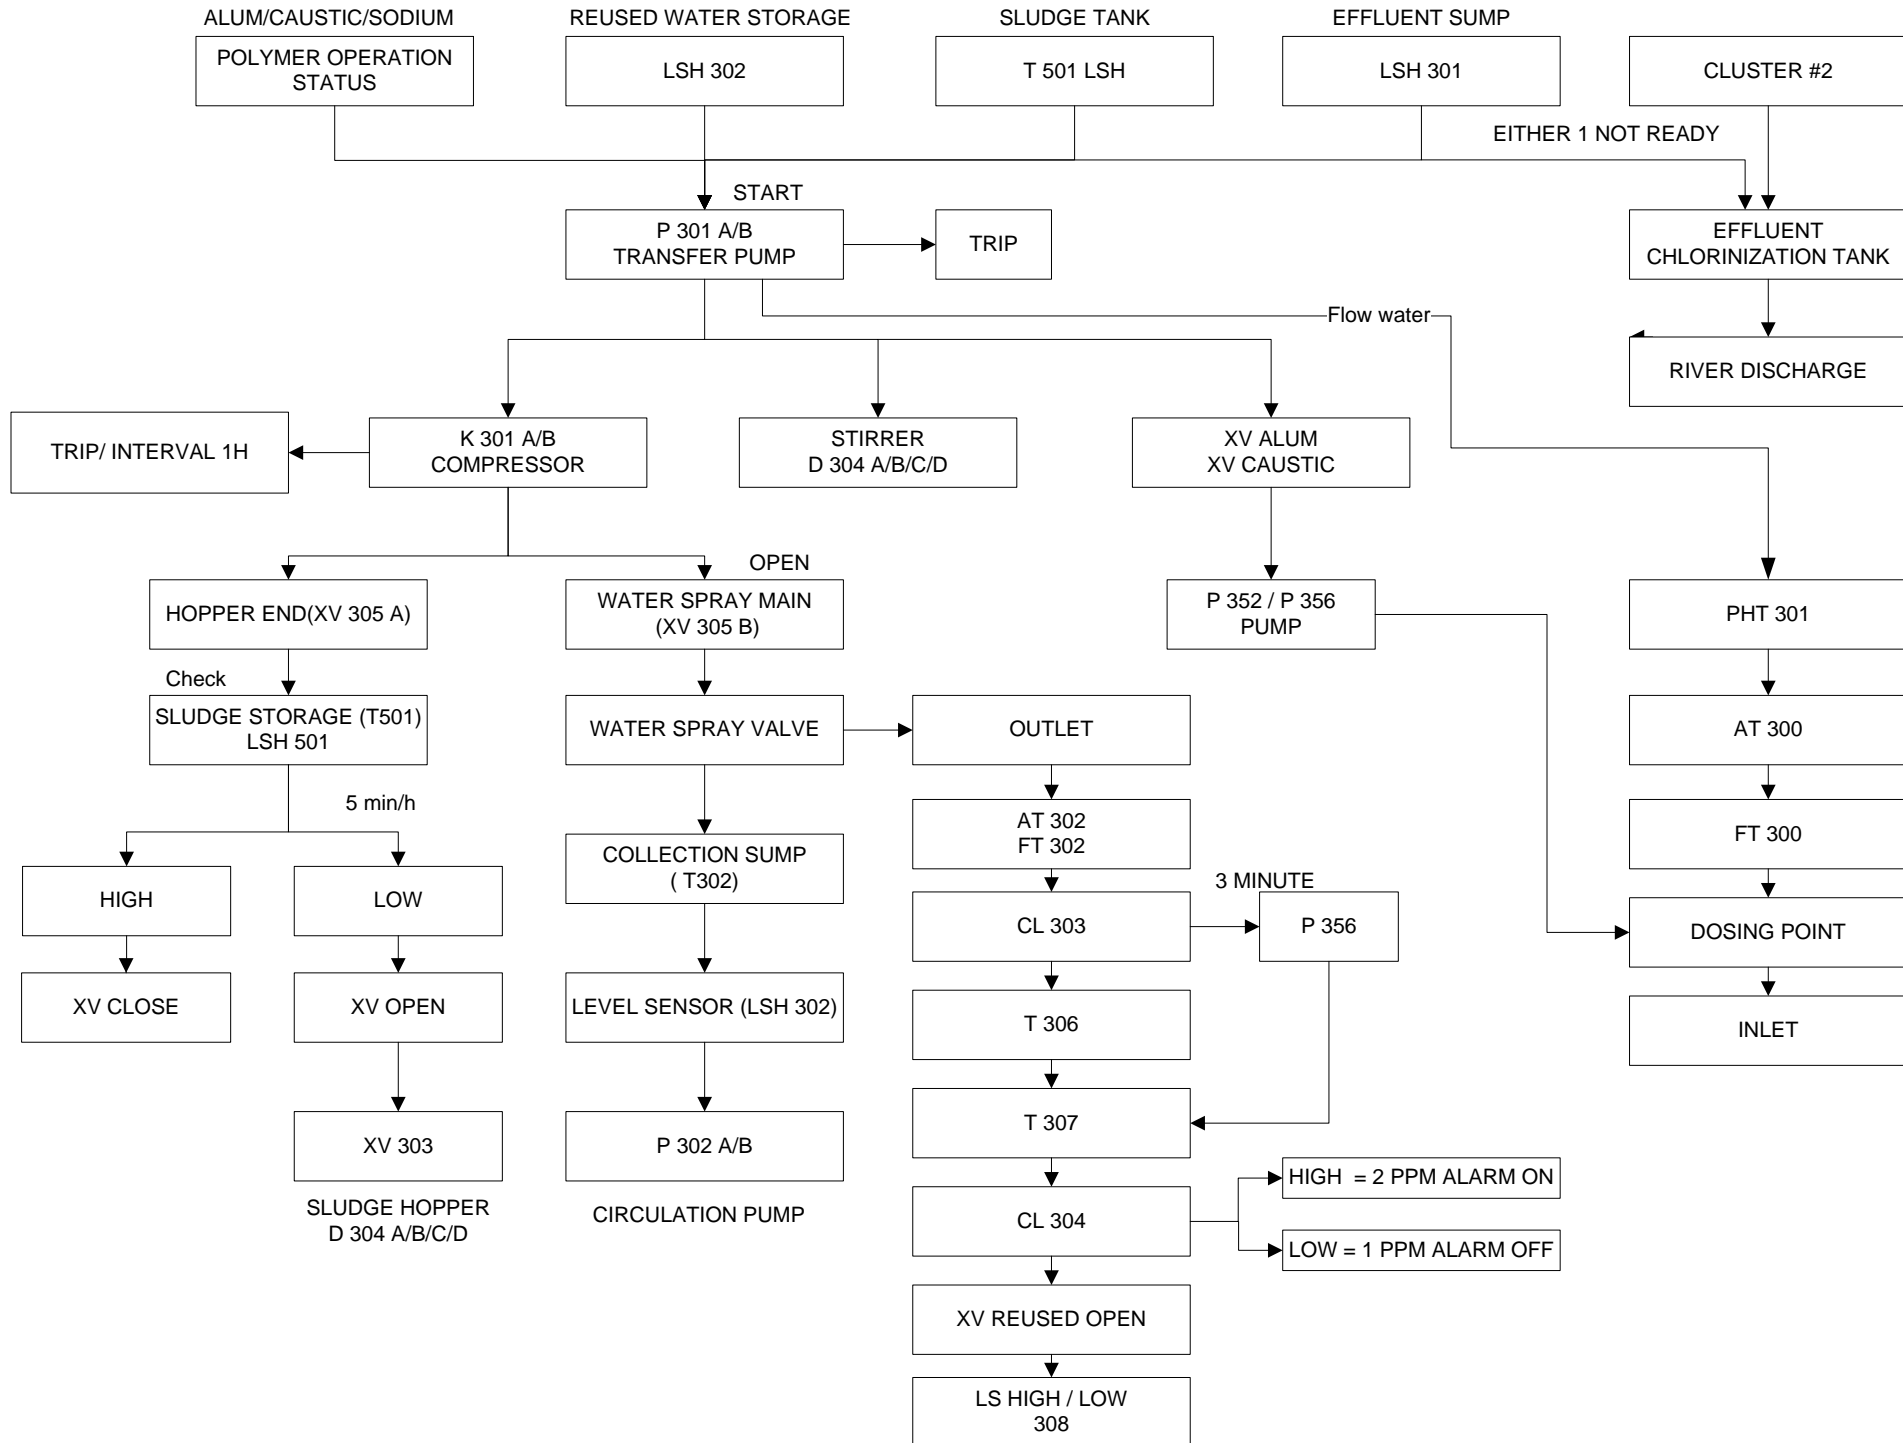 ALUM/CAUSTIC/SODIUM
REUSED WATER STORAGE
SLUDGE TANK
EFFLUENT SUMP
POLYMER OPERATION
STATUS
LSH 302
T 501 LSH
LSH 301
CLUSTER #2
EITHER 1 NOT READY
START
P 301 A/B
TRANSFER PUMP
TRIP
EFFLUENT
CHLORINIZATION TANK
Flow water
RIVER DISCHARGE
TRIP/ INTERVAL 1H
K 301 A/B
COMPRESSOR
STIRRER
D 304 A/B/C/D
XV ALUM
XV CAUSTIC
OPEN
HOPPER END(XV 305 A)
WATER SPRAY MAIN
(XV 305 B)
P 352 / P 356
PUMP
PHT 301
Check
SLUDGE STORAGE (T501)
LSH 501
WATER SPRAY VALVE
OUTLET
AT 300
5 min/h
AT 302
FT 302
FT 300
COLLECTION SUMP
( T302)
3 MINUTE
HIGH
LOW
CL 303
P 356
DOSING POINT
XV CLOSE
XV OPEN
LEVEL SENSOR (LSH 302)
T 306
INLET
XV 303
P 302 A/B
T 307
HIGH  = 2 PPM ALARM ON
SLUDGE HOPPER
D 304 A/B/C/D
CIRCULATION PUMP
CL 304
LOW = 1 PPM ALARM OFF
XV REUSED OPEN
LS HIGH / LOW
308